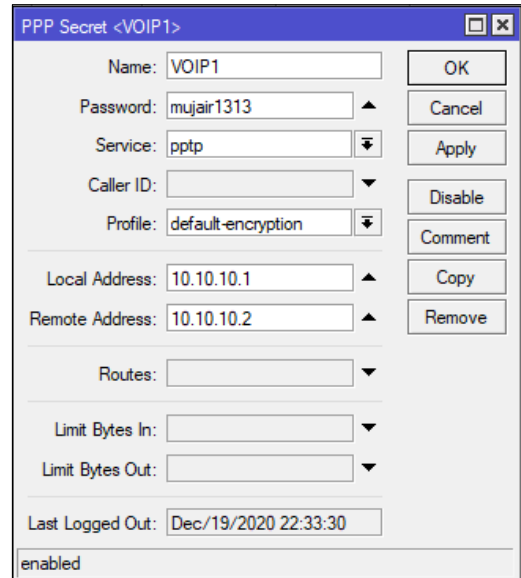 PPP Secret <VOIP1>
Name: VOIP1
OK
Password: mujair1313
Cancel
Service: pptp
Apply
Caller ID:
Disable
Profile: default-encryption
Comment
Local Address: 10.10.10.1
Copy
Remote Address: 10.10.10.2
Remove
Routes:
Limit Bytes In:
Limit Bytes Out:
Last Logged Out: Dec/19/2020 22:33:30
enabled